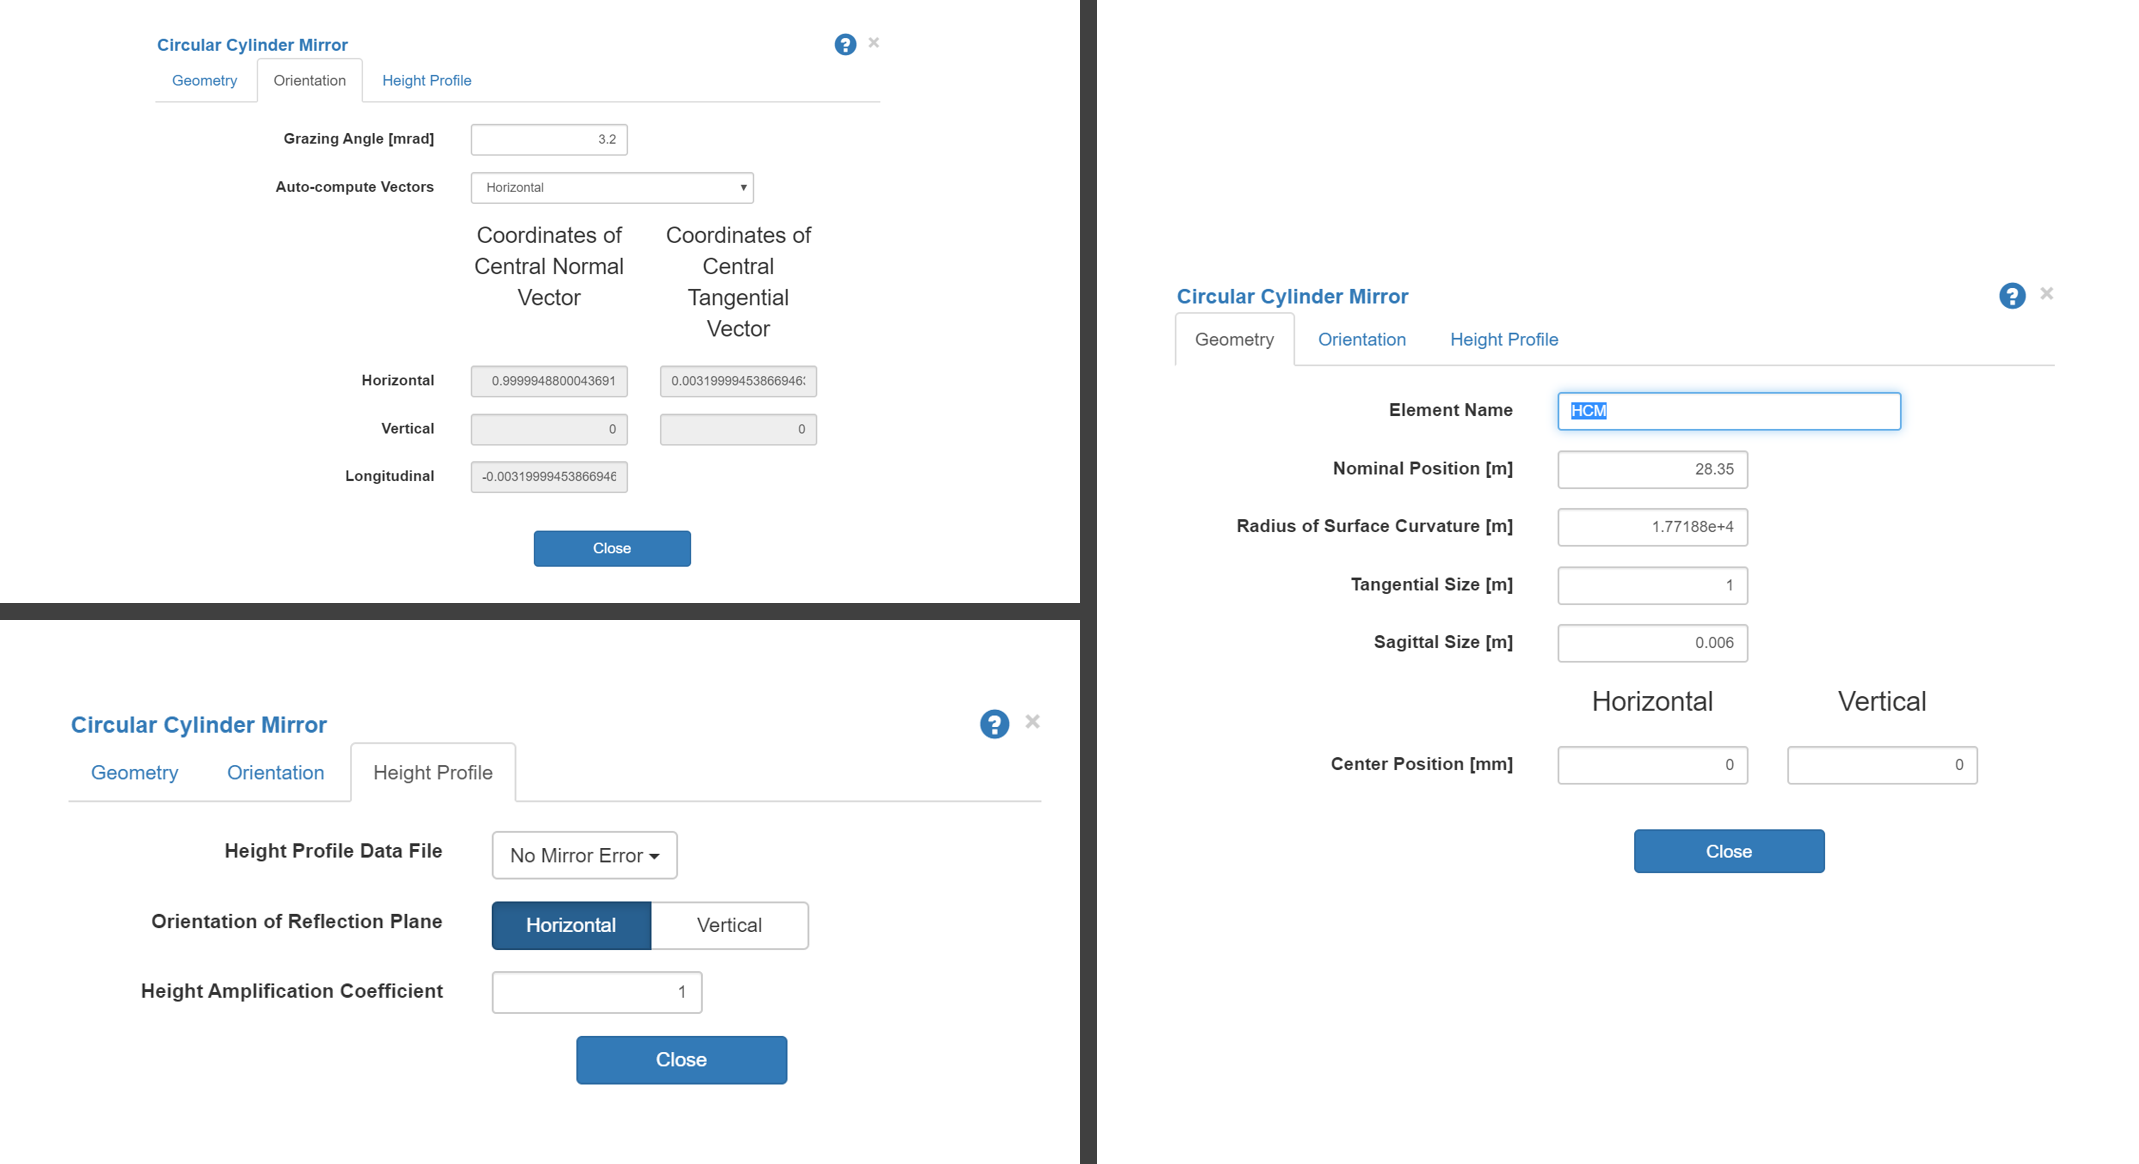 Circular Cylinder Mirror
?
×
Geometry
Orientation
Height Profile
Grazing Angle [mrad]
3.2
Auto-compute Vectors
Horizontal
Coordinates of
Central Normal
Vector
Coordinates of
Central
Tangential
Vector
Horizontal
0.9999948800043691
0.00319999453866946
Vertical
0
0
Longitudinal
-0.0031999945386694
Close
Circular Cylinder Mirror
?
×
Geometry
Orientation
Height Profile
Height Profile Data File
No Mirror Error
Orientation of Reflection Plane
Horizontal
Vertical
Height Amplification Coefficient
1
Close
Circular Cylinder Mirror
?
×
Geometry
Orientation
Height Profile
Element Name
HCM
Nominal Position [m]
28.35
Radius of Surface Curvature [m]
1.77188e+4
Tangential Size [m]
1
Sagittal Size [m]
0.006
Horizontal
Vertical
Center Position [mm]
0
0
Close